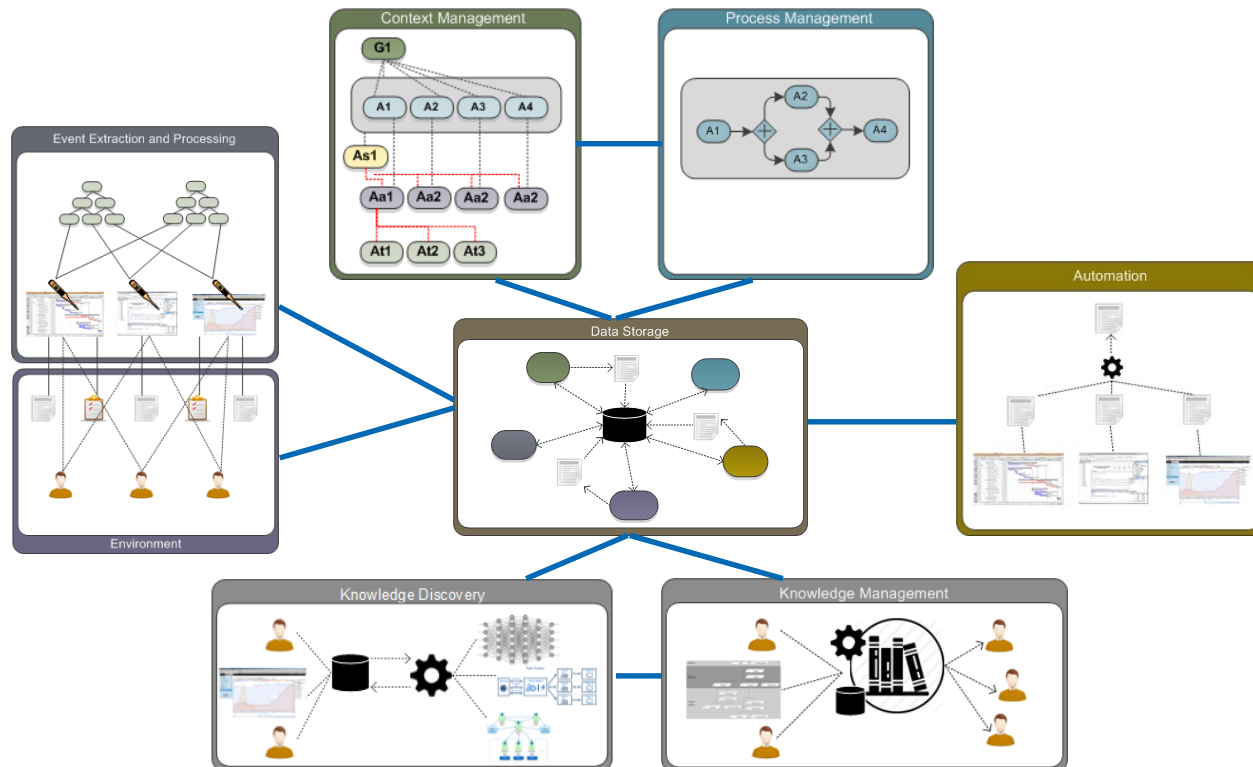 Context Management
Process Management
G1
A1 A2 A3 A4
As1
Aa1 Aa2 Aa2 Aa2
At1 At2 At3
A1
A2
A3
A4
Event Extraction and Processing
Environment
Data Storage
Automation
Knowledge Discovery
Knowledge Management